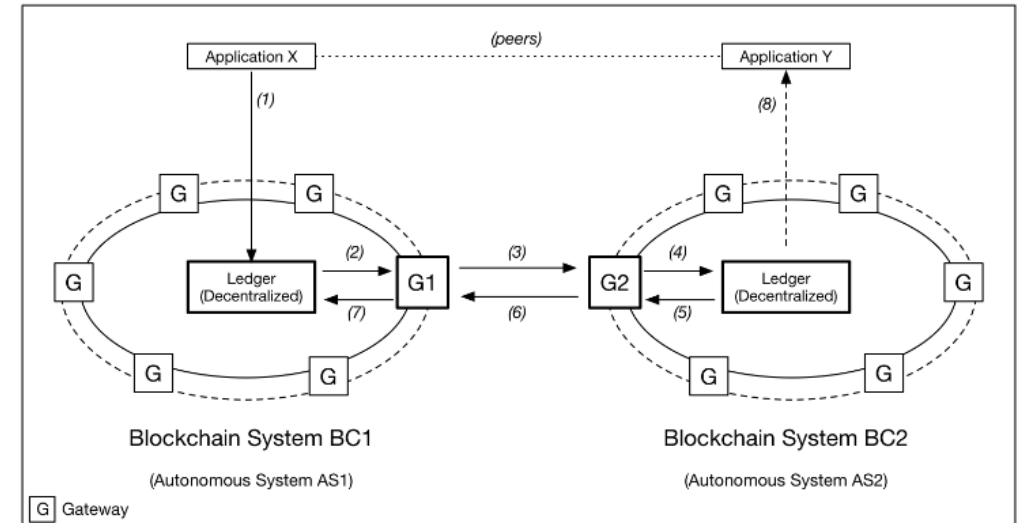 (peers)
Application X
Application Y
(1)
(8)
G
G
G
G
(2)
(3)
(4)
G
Ledger
(Decentralized)
G1
G2
Ledger
(Decentralized)
G
(7)
(6)
(5)
G
G
G
G
Blockchain System BC1
Blockchain System BC2
(Autonomous System AS1)
(Autonomous System AS2)
G Gateway